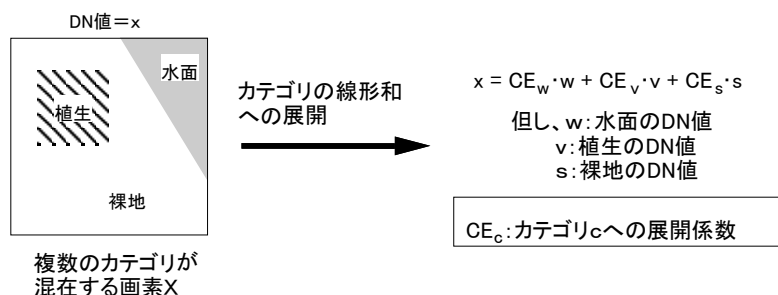 DN値＝x
水面
植生
裸地
複数のカテゴリが
混在する画素X
カテゴリの線形和
への展開
x = CEw･w + CEv･v + CEs･s
但し、w：水面のDN値
v：植生のDN値
s：裸地のDN値
CEc：カテゴリcへの展開係数